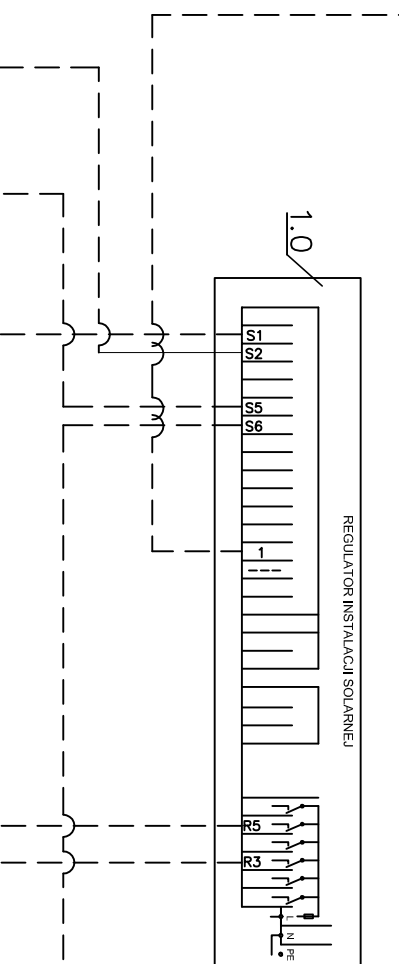 1.0
S1
S2
S5
S6
1
REGULATOR INSTALACJI SOLARNEJ
R5
R3
L
N
PE